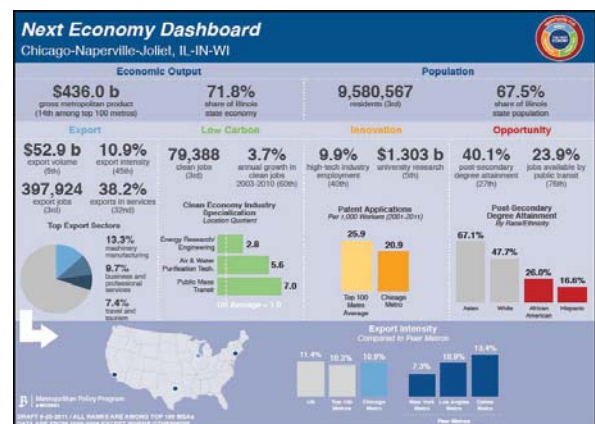 Next Economy Dashboard
Chicago-Naperville-Joliet, IL-IN-WI
Economic Output
Population
$436.0 b
gross metropolitan product
(14th among top 100 metros)
71.8%
share of Illinois
state economy
9,580,567
residents (3rd)
67.5%
share of Illinois
state population
Export
Low Carbon
Innovation
Opportunity
$52.9 b
export volume
(5th)
10.9%
export intensity
(45th)
397,924
export jobs
(3rd)
38.2%
exports in services
(32nd)
79,388
clean jobs
(3rd)
3.7%
annual growth in
clean jobs
2003-2010 (60th)
9.9%
high-tech industry
employment
(40th)
$1.303 b
university research
(5th)
40.1%
post-secondary
degree attainment
(27th)
23.9%
jobs available by
public transit
(76th)
Top Export Sectors
13.3%
machinery
manufacturing
9.7%
business and
professional
services
7.4%
travel and
tourism
Clean Economy Industry
Specialization
Location Quotient
Energy Research/
Engineering
2.8
Air & Water
Purification Tech.
5.6
Public Mass
Transit
7.0
US Average = 1.0
Patent Applications
Per 1,000 Workers (2001-2011)
25.9
20.9
Top 100
Metro
Average
Chicago
Metro
Post-Secondary
Degree Attainment
By Race/Ethnicity
67.1%
47.7%
26.0%
16.6%
Asian
White
African
American
Hispanic
Export Intensity
Compared to Peer Metros
11.4%
10.2%
10.9%
US
Top 100
Metros
Chicago
Metro
7.3%
10.9%
13.4%
New York
Metro
Los Angeles
Metro
Dallas
Metro
Peer Metros
B
Metropolitan Policy Program
DRAFT 9-20-2011 / ALL RANKS ARE AMONG TOP 100 MSAs